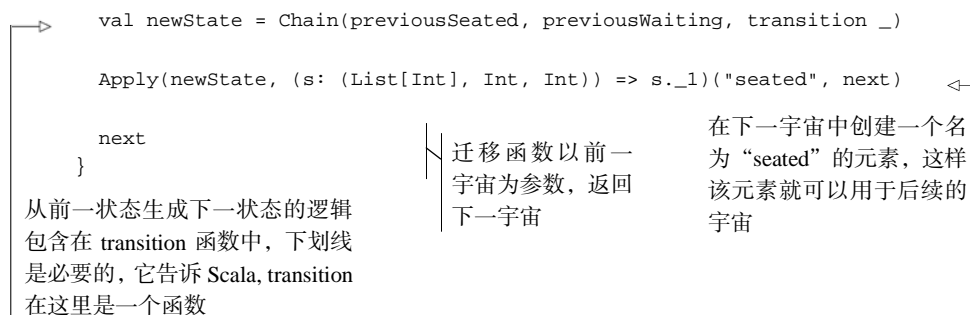 val newState = Chain(previousSeated, previousWaiting, transition _)
Apply(newState, (s: (List[Int], Int, Int)) => s._1)("seated", next)
next
}
从前一状态生成下一状态的逻辑
包含在 transition 函数中，下划线
是必要的，它告诉 Scala, transition
在这里是一个函数
迁移函数以前一
宇宙为参数，返回
下一宇宙
在下一宇宙中创建一个名
为“seated”的元素，这样
该元素就可以用于后续的
宇宙